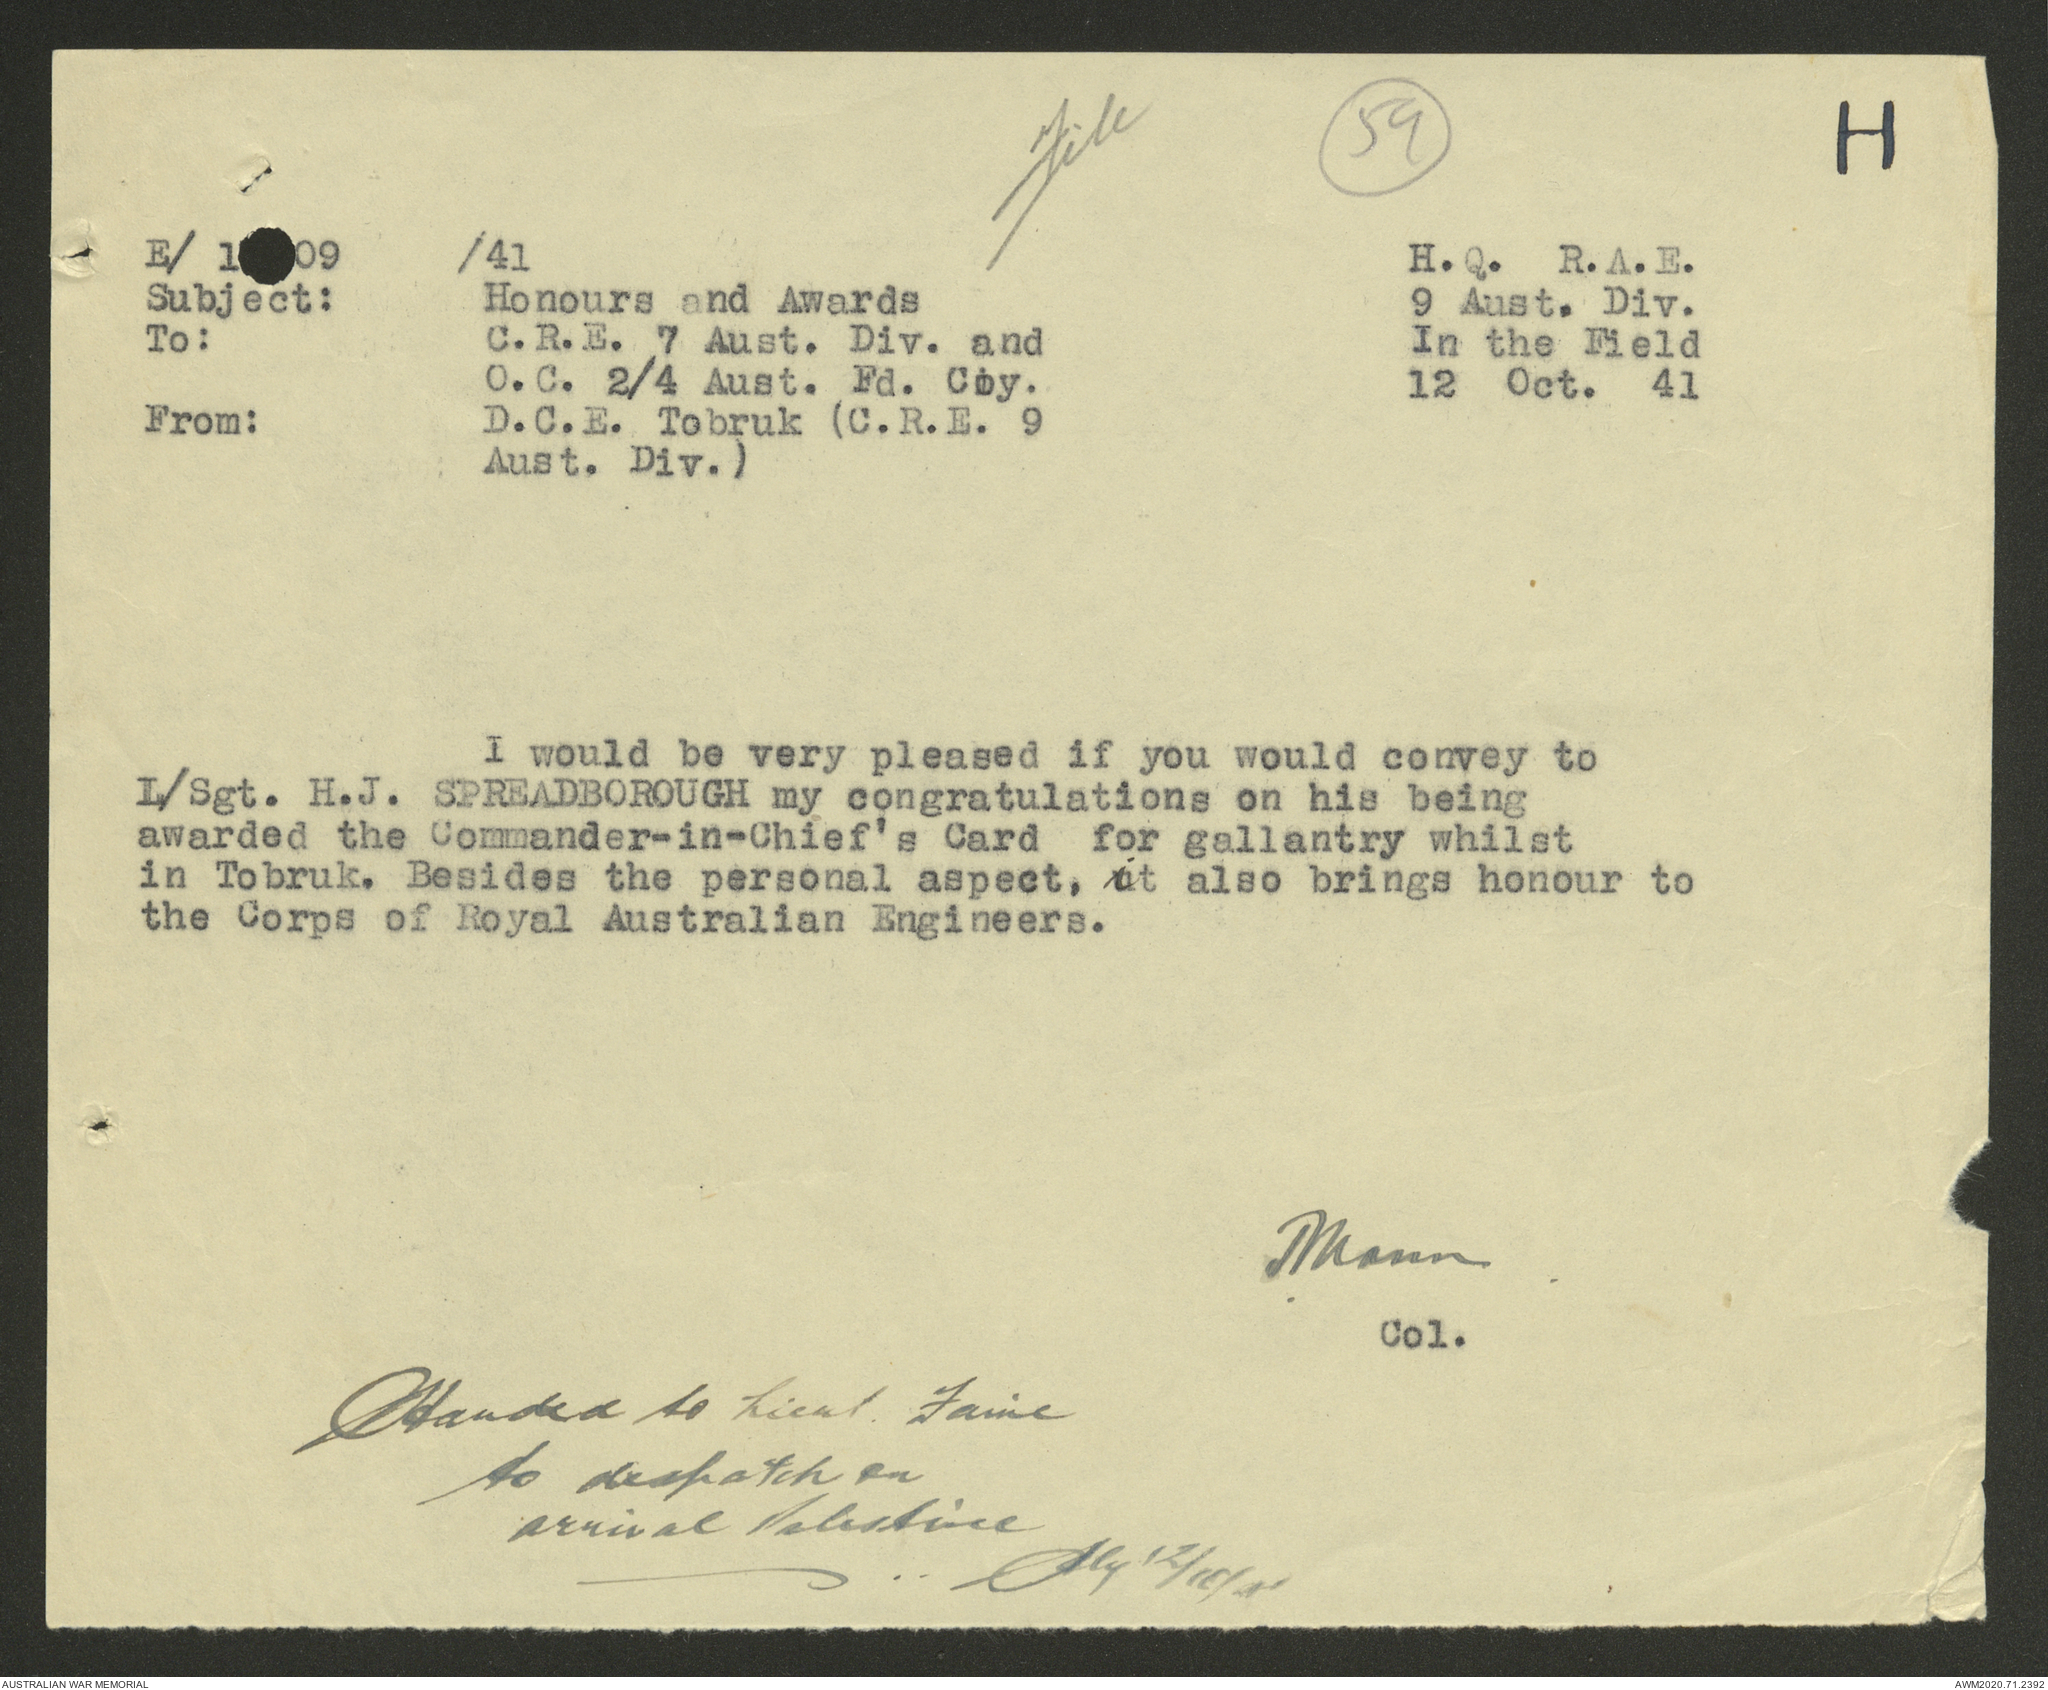 File
59
H
E/ 1 09 /41
H.Q. R.A.E.
Subject: Honours and Awards
9 Aust. Div.
To: C.R.E. 7 Aust. Div. and
In the Field
O.C. 2/4 Aust. Fd. Coy.
12 Oct. 41
From: D.C.E. Tobruk (C.R.E. 9
Aust. Div.)
I would be very pleased if you would convey to
L/Sgt. H.J. SPREADBOROUGH my congratulations on his being
awarded the Commander-in-Chief's Card for gallantry whilst
in Tobruk. Besides the personal aspect, it also brings honour to
the Corps of Royal Australian Engineers.
Mann
Col.
Handed to Lieut.
to despatch on
arrival Palestine
12/10/41
AUSTRALIAN WAR MEMORIAL
AWM2020.71.2392